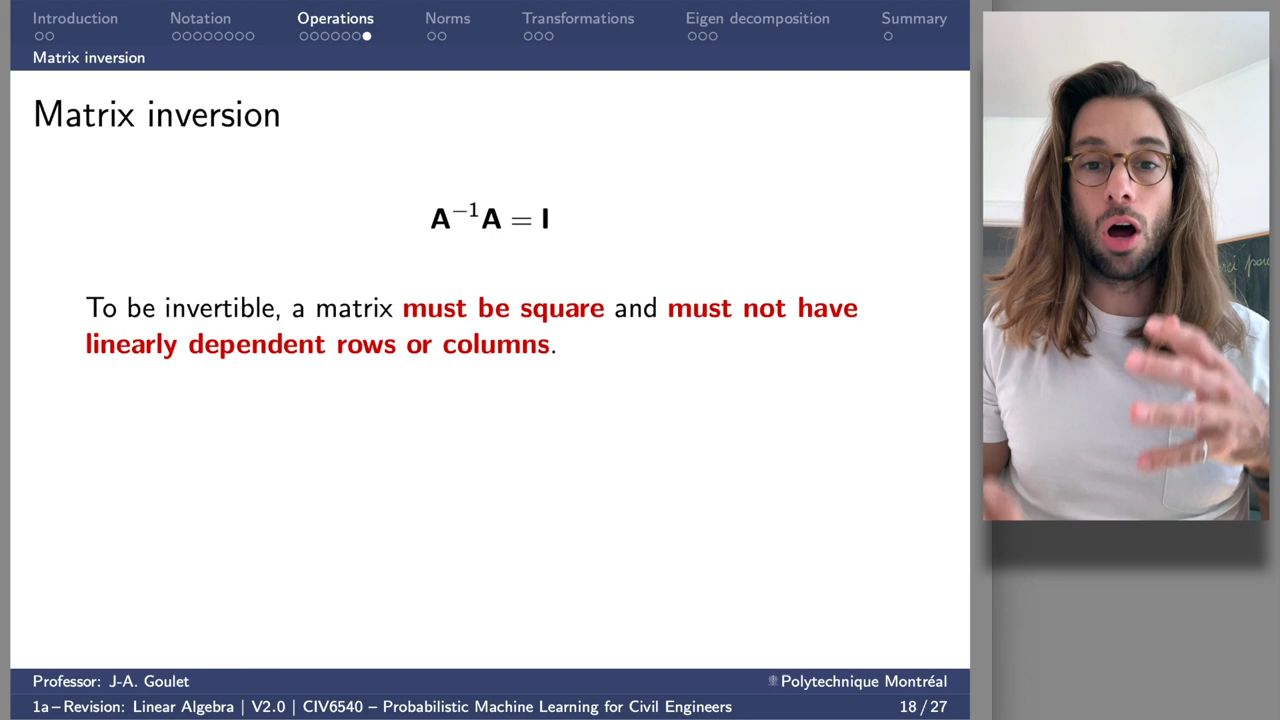 Introduction Notation Operations Norms Transformations Eigen decomposition Summary
Matrix inversion
Matrix inversion
A⁻¹A = I
To be invertible, a matrix must be square and must not have
linearly dependent rows or columns.
Professor: J-A. Goulet Polytechnique Montréal
1a – Revision: Linear Algebra | V2.0 | CIV6540 – Probabilistic Machine Learning for Civil Engineers 18 / 27